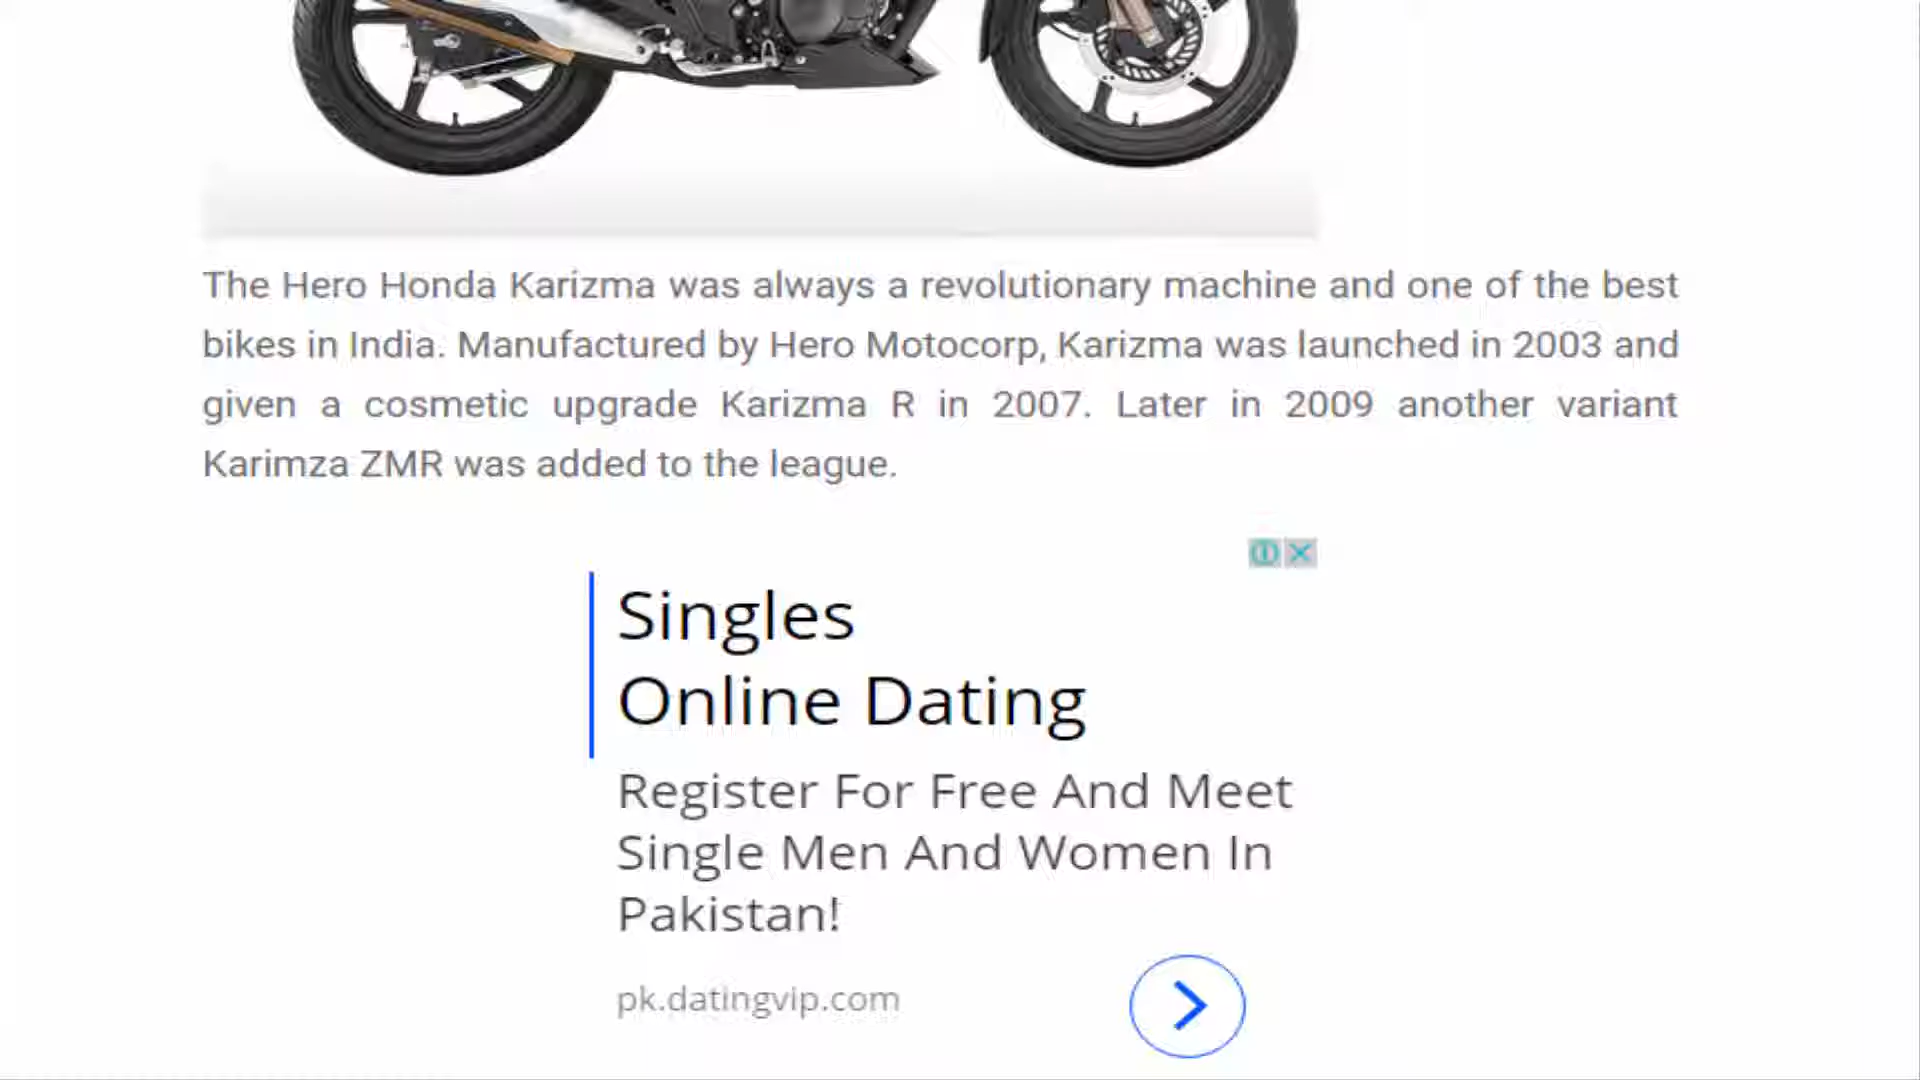 The Hero Honda Karizma was always a revolutionary machine and one of the best
bikes in India. Manufactured by Hero Motocorp, Karizma was launched in 2003 and
given a cosmetic upgrade Karizma R in 2007. Later in 2009 another variant
Karimza ZMR was added to the league.
Singles
Online Dating
Register For Free And Meet
Single Men And Women In
Pakistan!
pk.datingvip.com